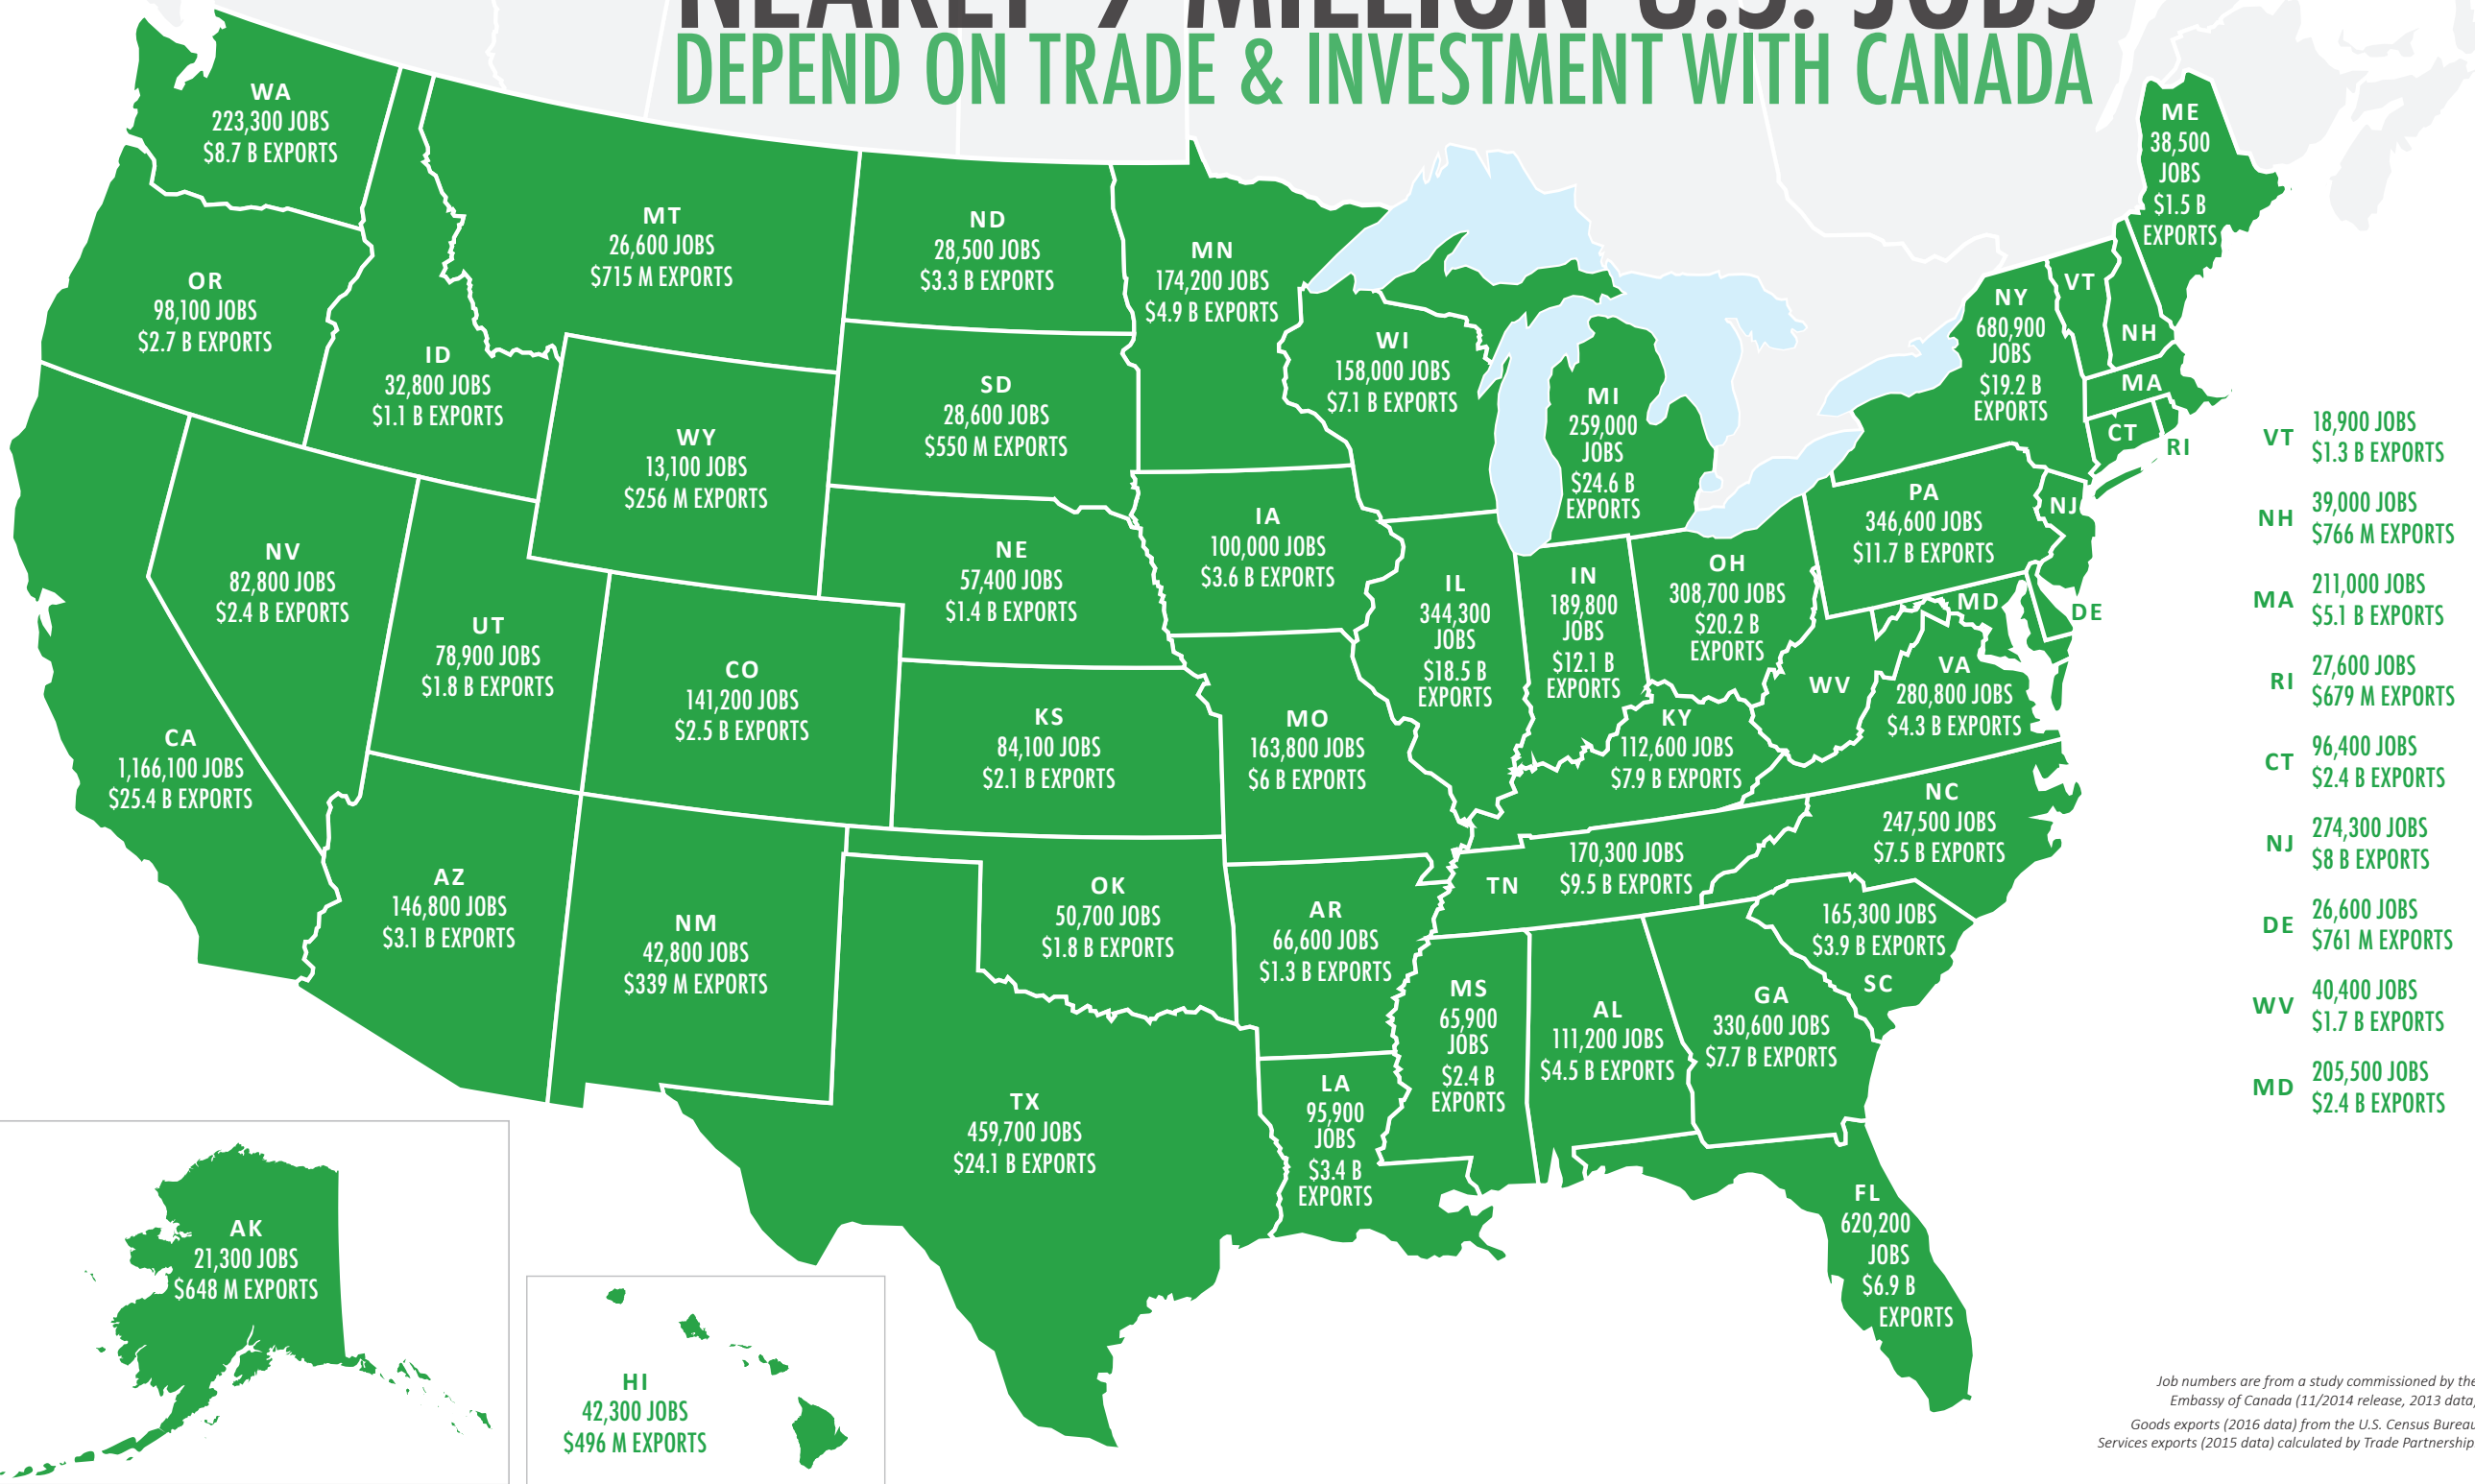 NEARLY 9 MILLION U.S. JOBS
DEPEND ON TRADE & INVESTMENT WITH CANADA
WA
223,300 JOBS
$8.7 B EXPORTS
OR
98,100 JOBS
$2.7 B EXPORTS
ID
32,800 JOBS
$1.1 B EXPORTS
MT
26,600 JOBS
$715 M EXPORTS
WY
13,100 JOBS
$256 M EXPORTS
ND
28,500 JOBS
$3.3 B EXPORTS
SD
28,600 JOBS
$550 M EXPORTS
NE
57,400 JOBS
$1.4 B EXPORTS
MN
174,200 JOBS
$4.9 B EXPORTS
IA
100,000 JOBS
$3.6 B EXPORTS
WI
158,000 JOBS
$7.1 B EXPORTS
MI
259,000
JOBS
$24.6 B
EXPORTS
IL
344,300
JOBS
$18.5 B
EXPORTS
IN
189,800
JOBS
$12.1 B
EXPORTS
OH
308,700 JOBS
$20.2 B
EXPORTS
PA
346,600 JOBS
$11.7 B EXPORTS
NY
680,900
JOBS
$19.2 B
EXPORTS
ME
38,500
JOBS
$1.5 B
EXPORTS
VT
NH
MA
CT
RI
NJ
DE
MD
WV
VA
280,800 JOBS
$4.3 B EXPORTS
KY
112,600 JOBS
$7.9 B EXPORTS
NC
247,500 JOBS
$7.5 B EXPORTS
TN
170,300 JOBS
$9.5 B EXPORTS
165,300 JOBS
$3.9 B EXPORTS
SC
GA
330,600 JOBS
$7.7 B EXPORTS
AL
111,200 JOBS
$4.5 B EXPORTS
MS
65,900
JOBS
$2.4 B
EXPORTS
FL
620,200
JOBS
$6.9 B
EXPORTS
LA
95,900
JOBS
$3.4 B
EXPORTS
AR
66,600 JOBS
$1.3 B EXPORTS
MO
163,800 JOBS
$6 B EXPORTS
KS
84,100 JOBS
$2.1 B EXPORTS
OK
50,700 JOBS
$1.8 B EXPORTS
TX
459,700 JOBS
$24.1 B EXPORTS
NM
42,800 JOBS
$339 M EXPORTS
CO
141,200 JOBS
$2.5 B EXPORTS
UT
78,900 JOBS
$1.8 B EXPORTS
NV
82,800 JOBS
$2.4 B EXPORTS
CA
1,166,100 JOBS
$25.4 B EXPORTS
AZ
146,800 JOBS
$3.1 B EXPORTS
AK
21,300 JOBS
$648 M EXPORTS
HI
42,300 JOBS
$496 M EXPORTS
VT
18,900 JOBS
$1.3 B EXPORTS
NH
39,000 JOBS
$766 M EXPORTS
MA
211,000 JOBS
$5.1 B EXPORTS
RI
27,600 JOBS
$679 M EXPORTS
CT
96,400 JOBS
$2.4 B EXPORTS
NJ
274,300 JOBS
$8 B EXPORTS
DE
26,600 JOBS
$761 M EXPORTS
WV
40,400 JOBS
$1.7 B EXPORTS
MD
205,500 JOBS
$2.4 B EXPORTS
Job numbers are from a study commissioned by the
Embassy of Canada (11/2014 release, 2013 data
Goods exports (2016 data) from the U.S. Census Bureau
Services exports (2015 data) calculated by Trade Partnership